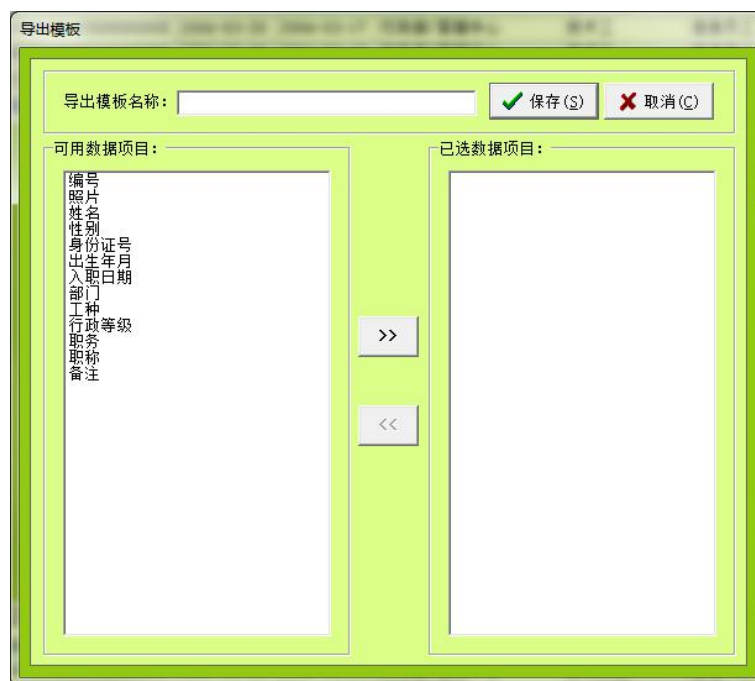 导出模板
导出模板名称：
保存(S)
取消(C)
可用数据项目：
已选数据项目：
编号
照片
姓名
性别
身份证号
出生年月
入职日期
部门
工种
行政等级
职务
职称
备注
>>
<<